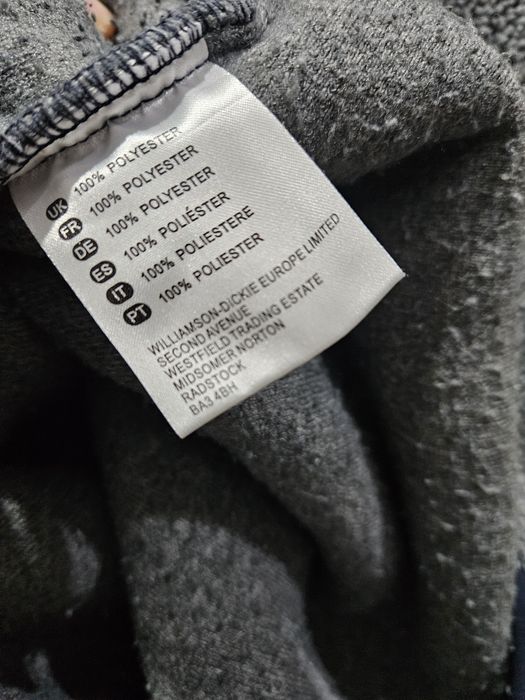 UK 100% POLYESTER
FR 100% POLYESTER
DE 100% POLYESTER
ES 100% POLIÉSTER
IT 100% POLIESTERE
PT 100% POLIESTER
WILLIAMSON-DICKIE EUROPE LIMITED
SECOND AVENUE
WESTFIELD TRADING ESTATE
MIDSOMER NORTON
RADSTOCK
BA3 4BH